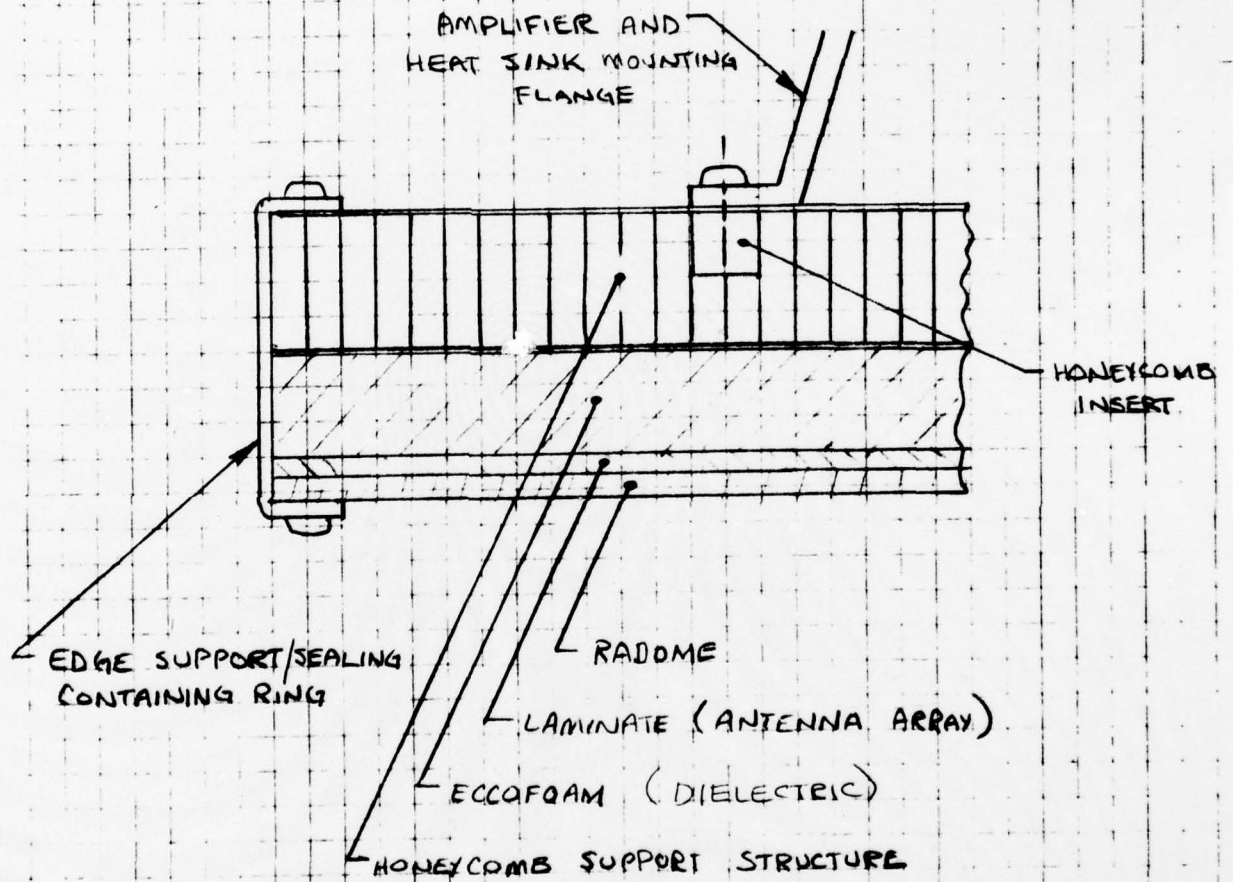 AMPLIFIER AND
HEAT SINK MOUNTING
FLANGE
HONEYCOMB
INSERT
EDGE SUPPORT/SEALING
CONTAINING RING
RADOME
LAMINATE (ANTENNA ARRAY)
ECCOFOAM (DIELECTRIC)
HONEYCOMB SUPPORT STRUCTURE